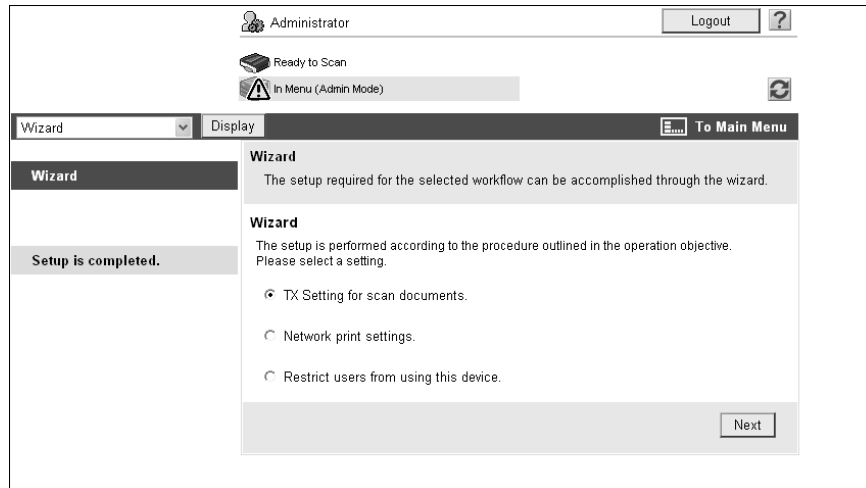 Administrator
Logout
?
Ready to Scan
In Menu (Admin Mode)
Wizard
Display
To Main Menu
Wizard
Setup is completed.
Wizard
The setup required for the selected workflow can be accomplished through the wizard.
Wizard
The setup is performed according to the procedure outlined in the operation objective.
Please select a setting.
TX Setting for scan documents.
Network print settings.
Restrict users from using this device.
Next